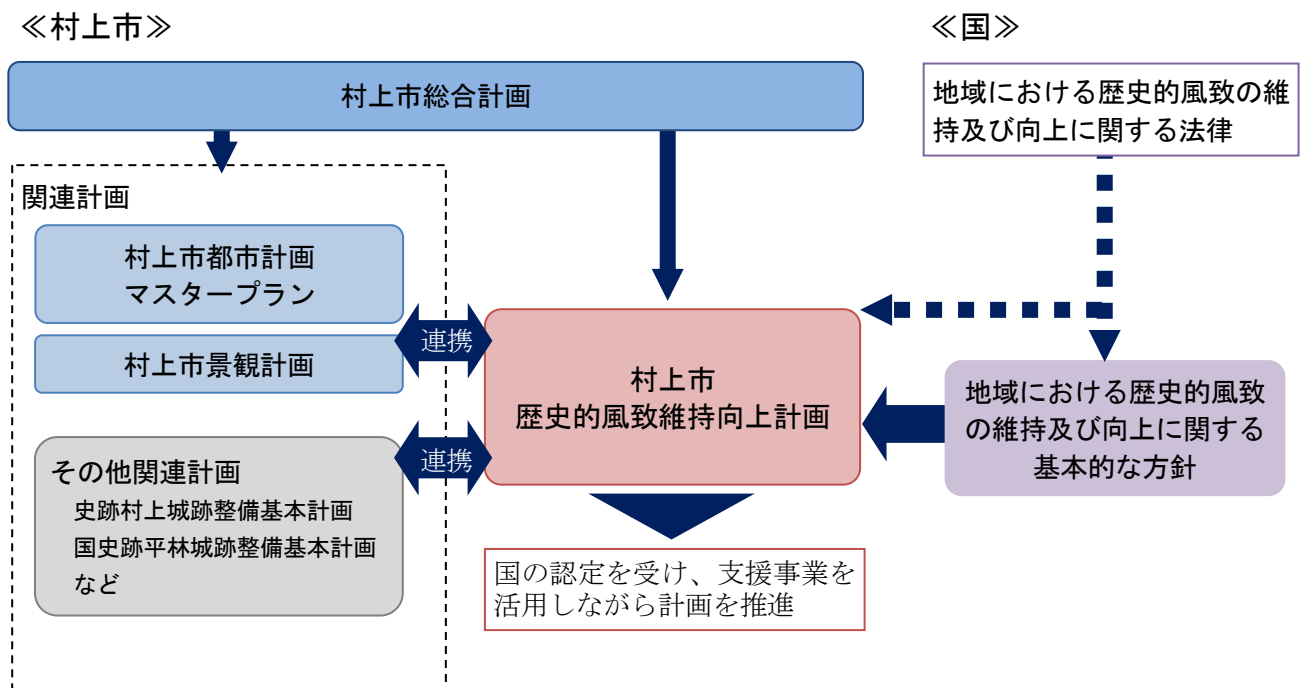 ≪村上市≫
村上市総合計画
関連計画
村上市都市計画
マスタープラン
村上市景観計画
その他関連計画
史跡村上城跡整備基本計画
国史跡平林城跡整備基本計画
など
連携
連携
村上市
歴史的風致維持向上計画
国の認定を受け、支援事業を
活用しながら計画を推進
≪国≫
地域における歴史的風致の維
持及び向上に関する法律
地域における歴史的風致
の維持及び向上に関する
基本的な方針